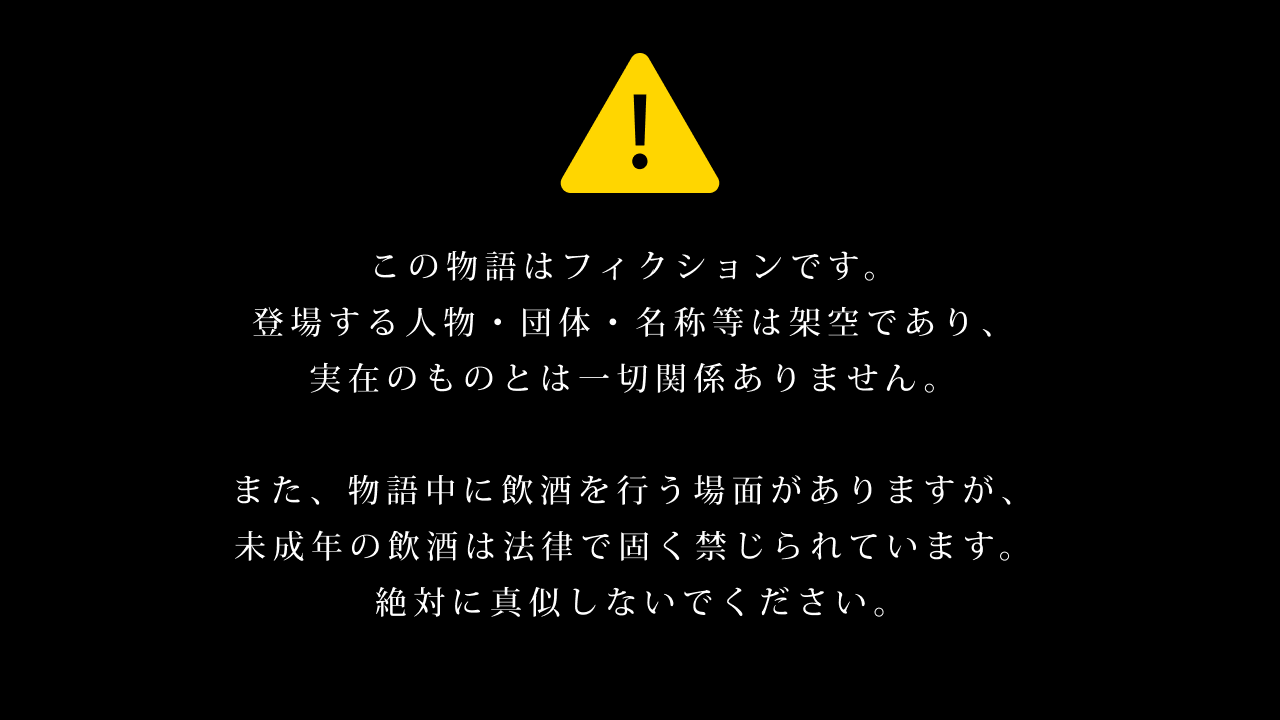 この物語はフィクションです。
登場する人物・団体・名称等は架空であり、
実在のものとは一切関係ありません。
また、物語中に飲酒を行う場面がありますが、
未成年の飲酒は法律で固く禁じられています。
絶対に真似しないでください。